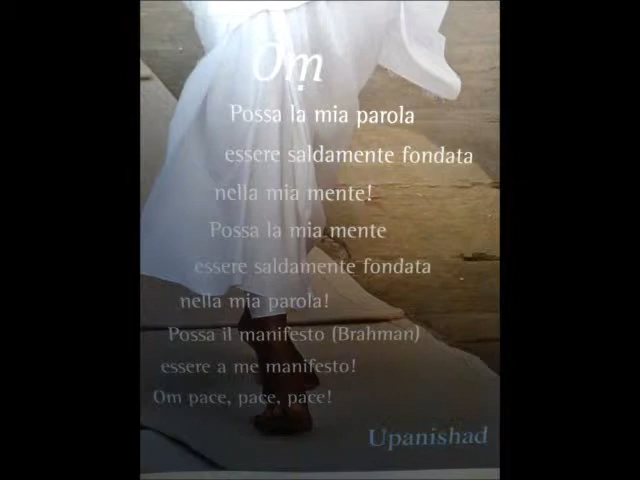 Oṃ
Possa la mia parola
essere saldamente fondata
nella mia mente!
Possa la mia mente
essere saldamente fondata
nella mia parola!
Possa il manifesto (Brahman)
essere a me manifesto!
Om pace, pace, pace!
Upanishad